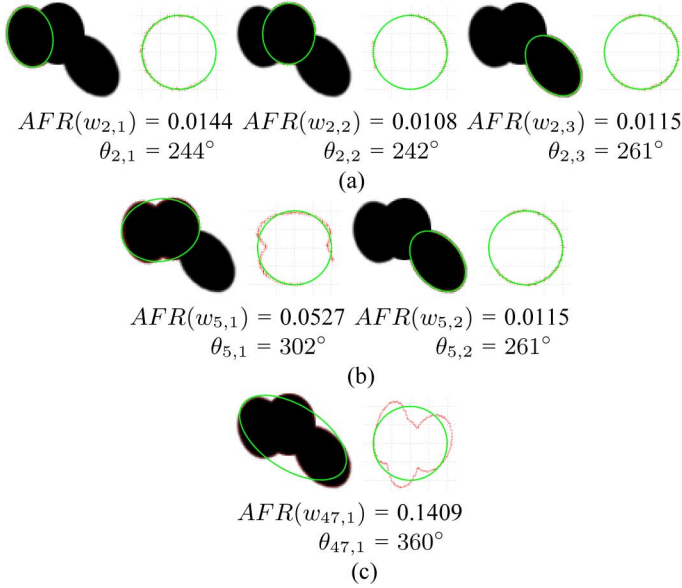 AFR(w₂,₁) = 0.0144 AFR(w₂,₂) = 0.0108 AFR(w₂,₃) = 0.0115
θ₂,₁ = 244° θ₂,₂ = 242° θ₂,₃ = 261°
(a)
AFR(w₅,₁) = 0.0527 AFR(w₅,₂) = 0.0115
θ₅,₁ = 302° θ₅,₂ = 261°
(b)
AFR(w₄₇,₁) = 0.1409
θ₄₇,₁ = 360°
(c)